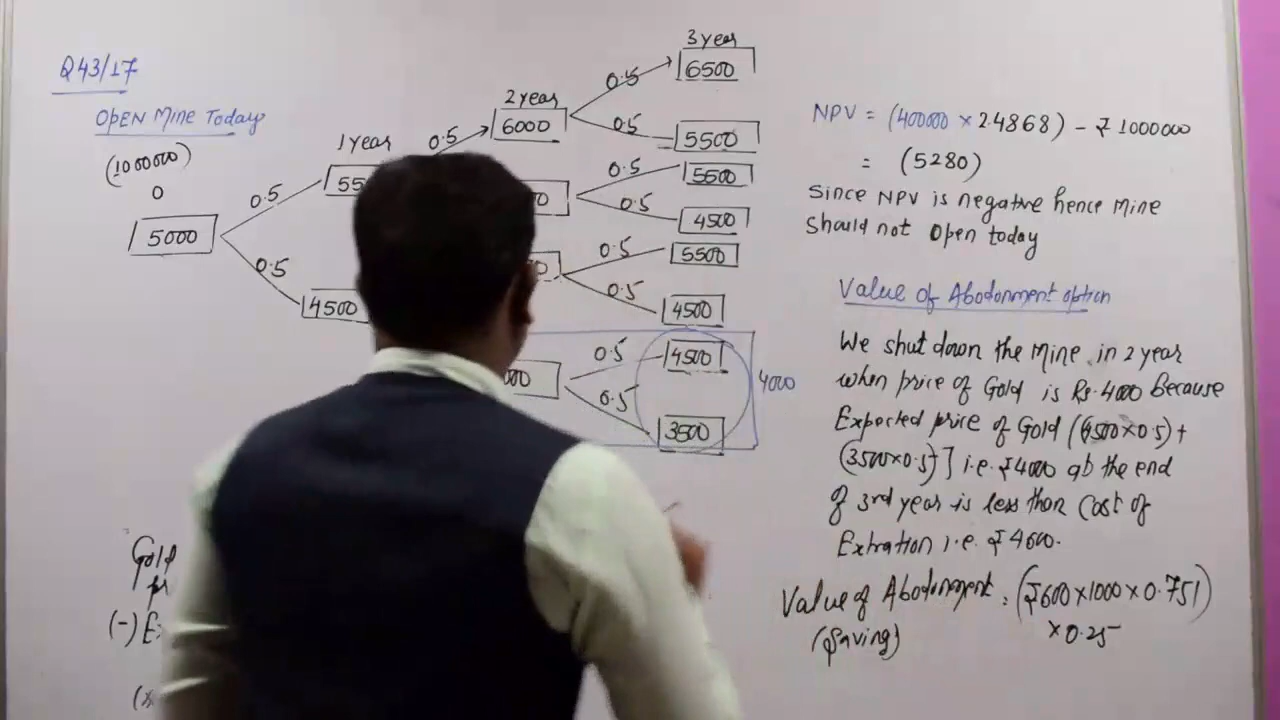 Q43/17
OPEN Mine Today
(1000000)
0
5000
0.5
0.5
1 year
4500
0.5
2 year
6000
0.5
0.5
0.5
0.5
0.5
0.5
0.5
0.5
3 year
6500
5500
5500
4500
5500
4500
4500
3500
4000
NPV = (400000 × 2.4868) - ₹ 1000000
= (5280)
Since NPV is negative hence Mine
Should not Open today
Value of Abodonment option
We shut down the Mine in 2 year
when price of Gold is Rs. 4000 because
Expected price of Gold (4500×0.5) +
(3500×0.5)] i.e. ₹4000 at the end
of 3rd year is less than Cost of
Extration i.e. ₹4600.
Value of Abodonment = (₹600 × 1000 × 0.751)
× 0.25
(Saving)
Gold
(-)